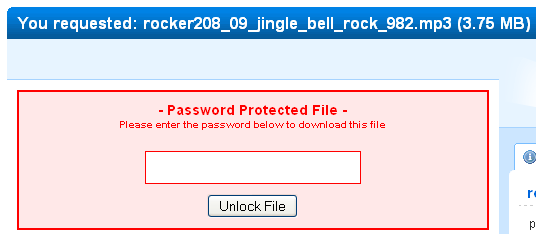 You requested: rocker208_09_jingle_bell_rock_982.mp3 (3.75 MB)
- Password Protected File -
Please enter the password below to download this file
Unlock File